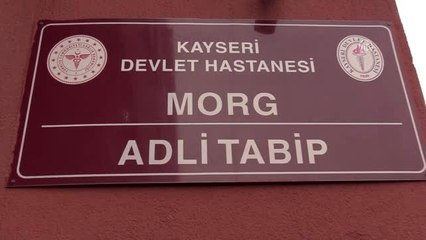 KAYSERİ
DEVLET HASTANESİ
MORG
ADLİ TABİP